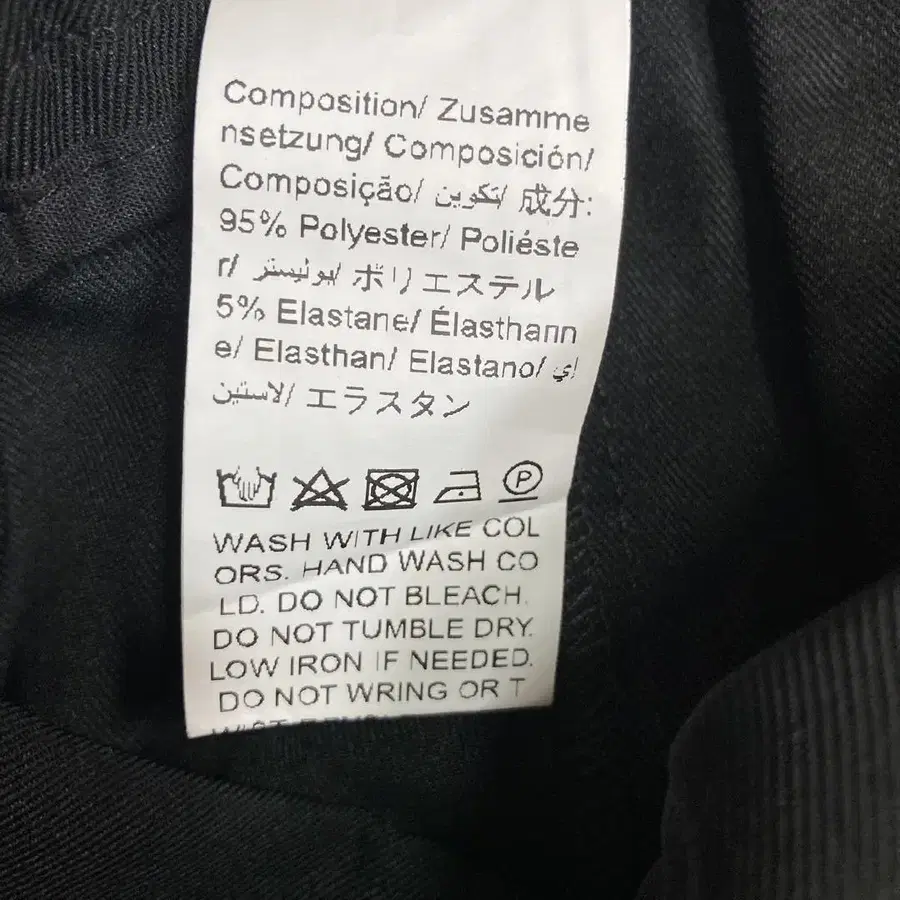 Composition/ Zusamme
nsetzung/ Composición/
Composição/ تكوين/ 成分:
95% Polyester/ Poliéste
r/ بوليستر/ ポリエステル
5% Elastane/ Élasthann
e/ Elasthan/ Elastano/ إي
لاستين/ エラスタン
P
WASH WITH LIKE COL
ORS. HAND WASH CO
LD. DO NOT BLEACH.
DO NOT TUMBLE DRY.
LOW IRON IF NEEDED.
DO NOT WRING OR T